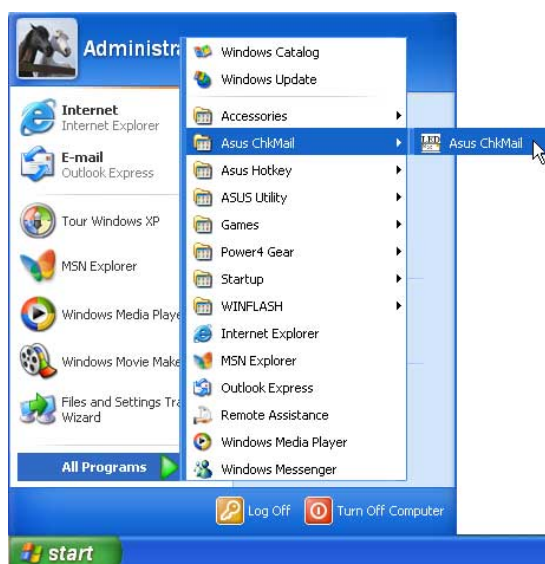 Administr
Internet
Internet Explorer
E-mail
Outlook Express
Tour Windows XP
MSN Explorer
Windows Media Playe
Windows Movie Make
Files and Settings Tra
Wizard
All Programs
Windows Catalog
Windows Update
Accessories
Asus ChkMail
Asus Hotkey
ASUS Utility
Games
Power4 Gear
Startup
WINFLASH
Internet Explorer
MSN Explorer
Outlook Express
Remote Assistance
Windows Media Player
Windows Messenger
LED
Asus ChkMail
Log Off
Turn Off Computer
start